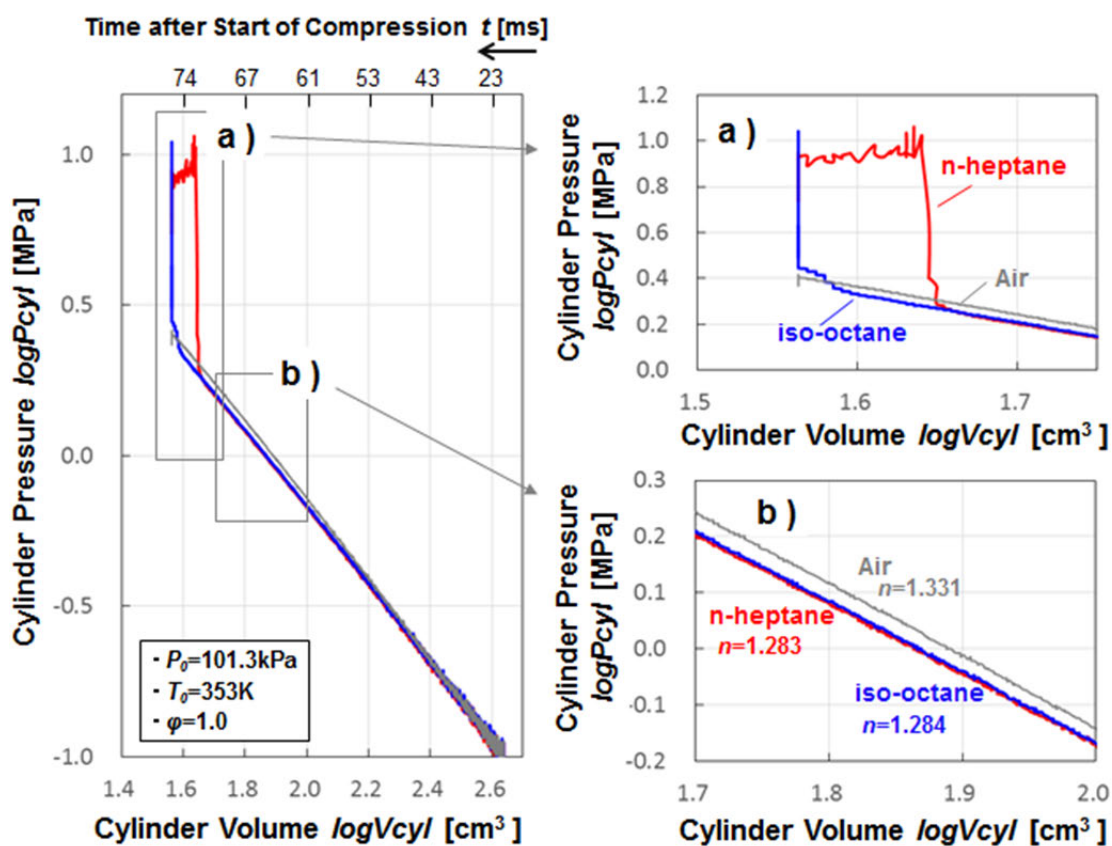 Time after Start of Compression t [ms]
74 67 61 53 43 23
a )
b )
1.0
0.5
0.0
-0.5
-1.0
Cylinder Pressure logPcyl [MPa]
- P0=101.3kPa
- T0=353K
- φ=1.0
1.4 1.6 1.8 2.0 2.2 2.4 2.6
Cylinder Volume logVcyl [cm³ ]
a )
1.2
1.0
0.8
0.6
0.4
0.2
0.0
Cylinder Pressure
logPcyl [MPa]
n-heptane
Air
iso-octane
1.5 1.6 1.7
Cylinder Volume logVcyl [cm³ ]
b )
0.3
0.2
0.1
0.0
-0.1
-0.2
Cylinder Pressure
logPcyl [MPa]
Air
n=1.331
n-heptane
n=1.283
iso-octane
n=1.284
1.7 1.8 1.9 2.0
Cylinder Volume logVcyl [cm³ ]